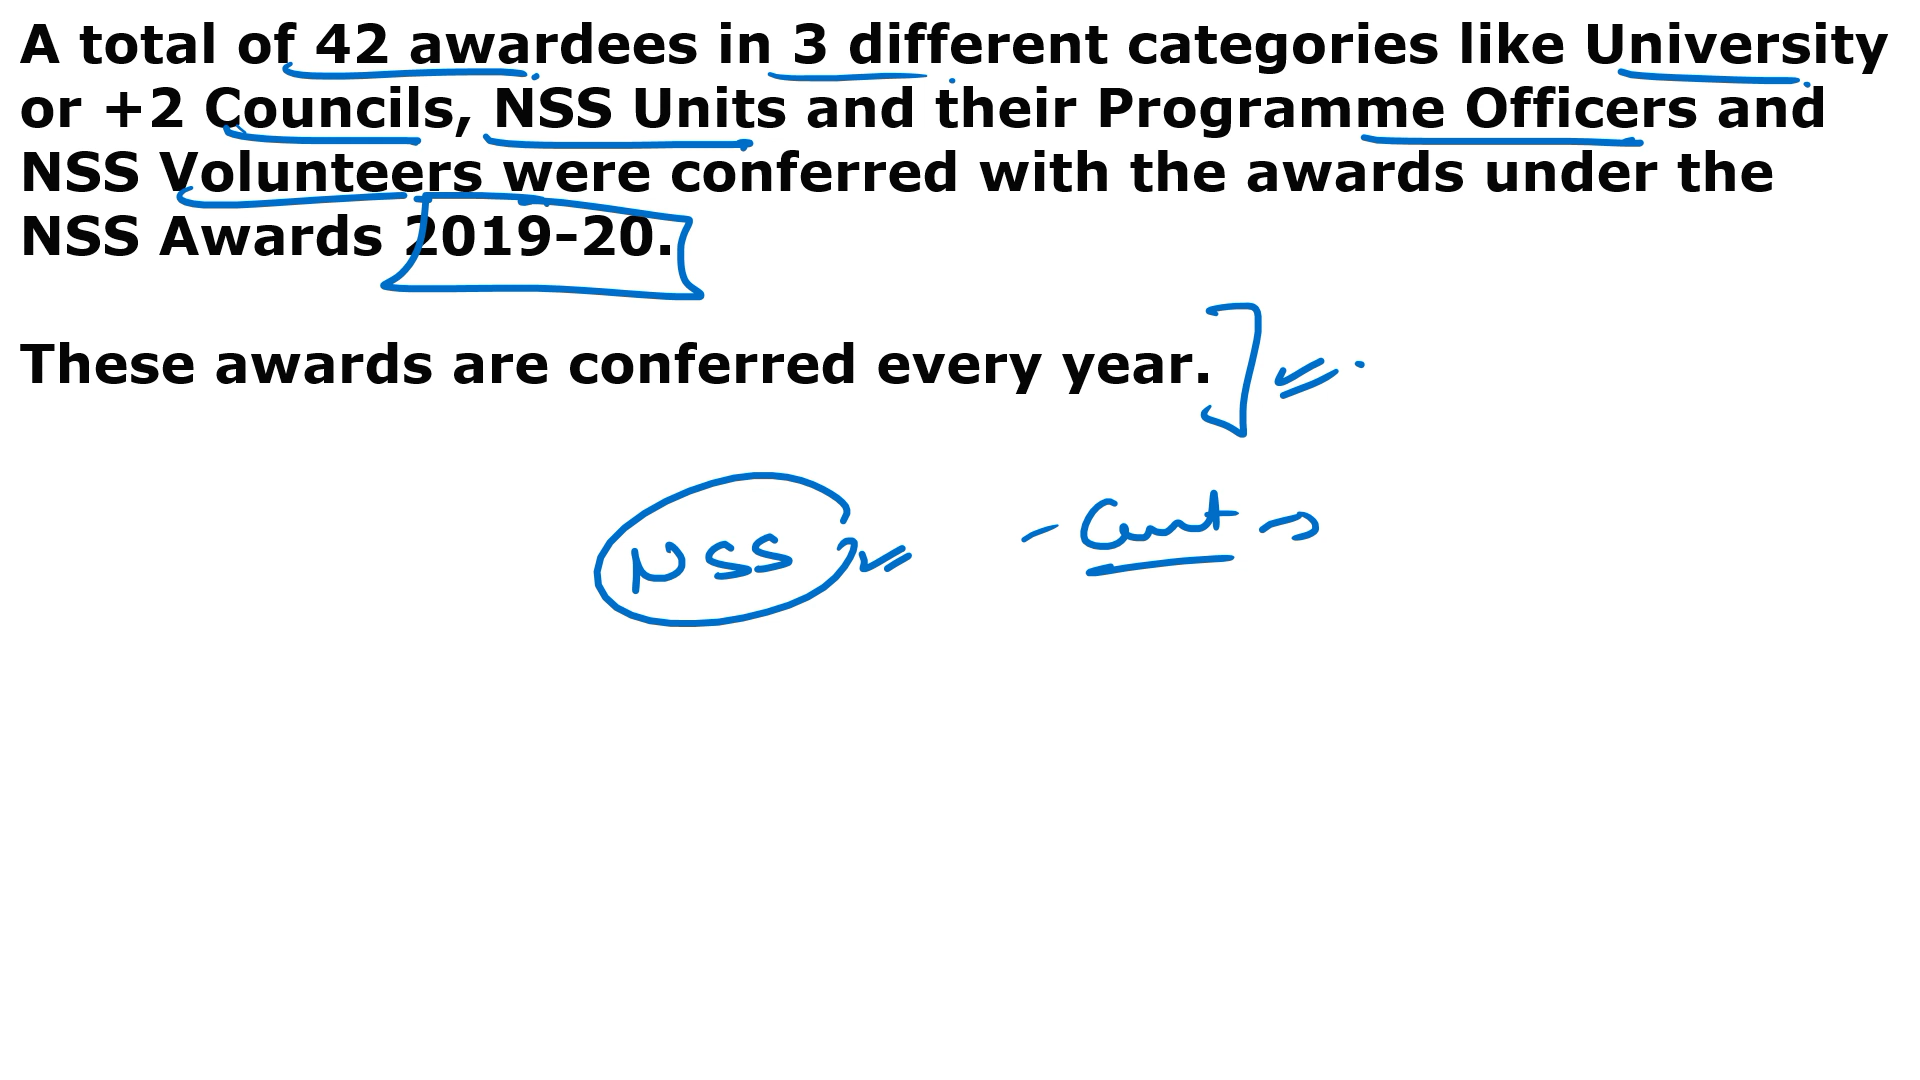 A total of 42 awardees in 3 different categories like University
or +2 Councils, NSS Units and their Programme Officers and
NSS Volunteers were conferred with the awards under the
NSS Awards 2019–20.
These awards are conferred every year.
NSS